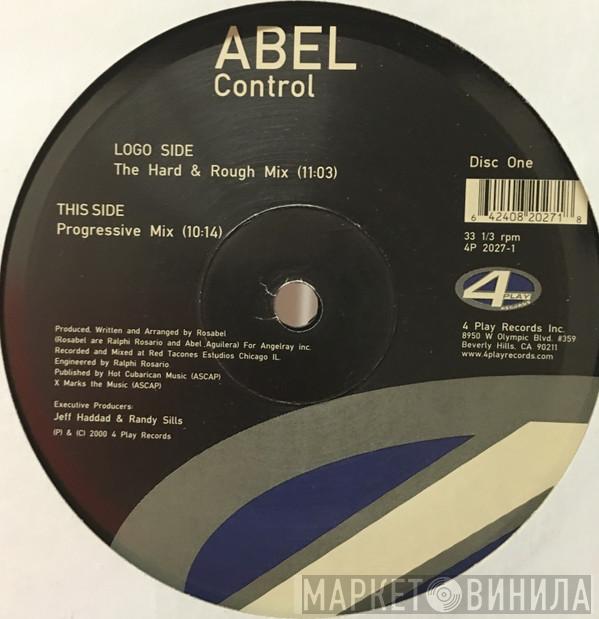 ABEL
Control
LOGO SIDE
The Hard & Rough Mix (11:03)
THIS SIDE
Progressive Mix (10:14)
Disc One
6 42408 20271 8
33 1/3 rpm
4P 2027-1
4 PLAY
RECORDS
4 Play Records Inc.
8950 W Olympic Blvd. #359
Beverly Hills, CA 90211
www.4playrecords.com
Produced, Written and Arranged by Rosabel
(Rosabel are Ralphi Rosario and Abel Aguilera) For Angelray inc.
Recorded and Mixed at Red Tacones Estudios Chicago IL.
Engineered by Ralphi Rosario
Published by Hot Cubarican Music (ASCAP)
X Marks the Music (ASCAP)
Executive Producers:
Jeff Haddad & Randy Sills
(P) & (C) 2000 4 Play Records
МАРКЕТ ВИНИЛА